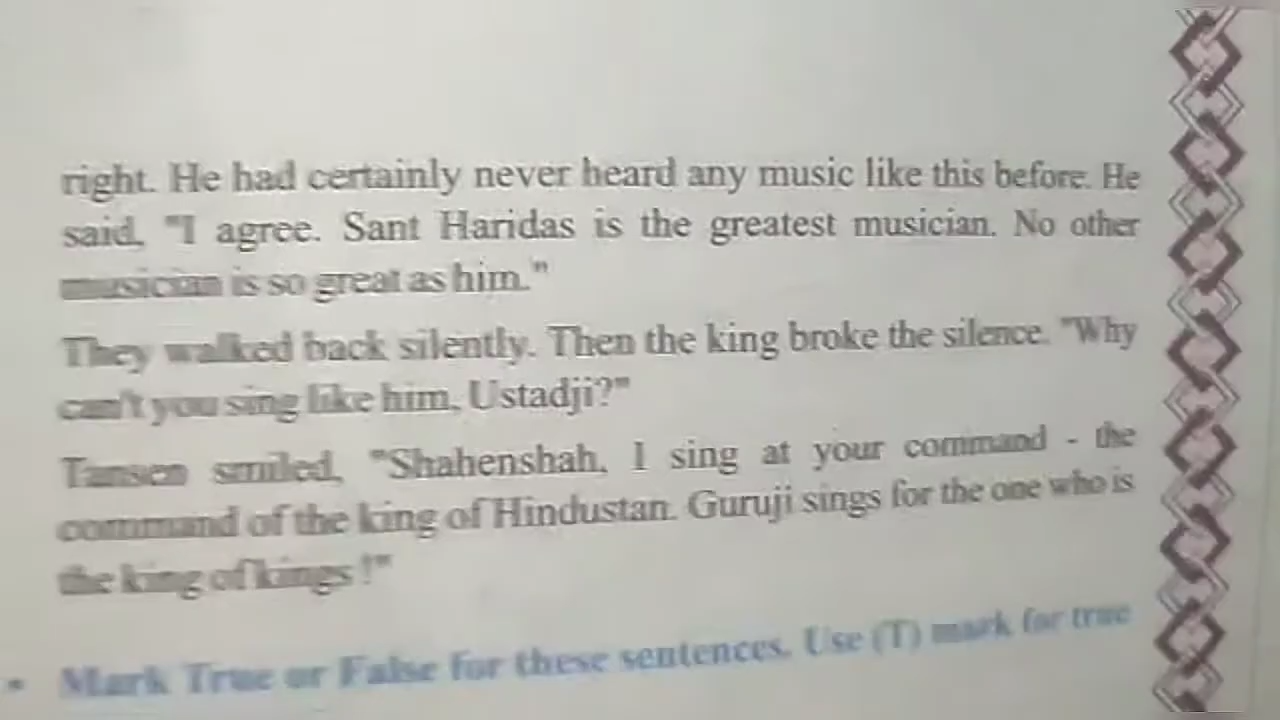 right. He had certainly never heard any music like this before. He
said, "I agree. Sant Haridas is the greatest musician. No other
musician is so great as him."
They walked back silently. Then the king broke the silence. "Why
can't you sing like him, Ustadji?"
Tansen smiled, "Shahenshah, I sing at your command - the
command of the king of Hindustan. Guruji sings for the one who is
the king of kings !"
• Mark True or False for these sentences. Use (T) mark for true